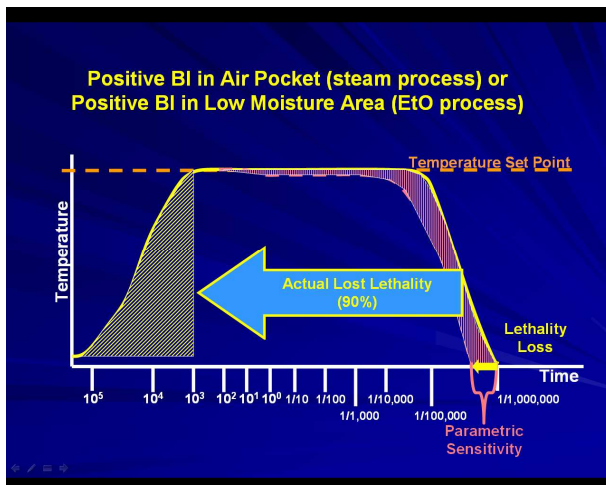 Positive BI in Air Pocket (steam process) or
Positive BI in Low Moisture Area (EtO process)
Temperature Set Point
Temperature
Actual Lost Lethality
(90%)
Lethality
Loss
Time
10⁵ 10⁴ 10³ 10² 10¹ 10⁰ 1/10 1/100 1/10,000 1/1,000,000
1/1,000 1/100,000
Parametric
Sensitivity